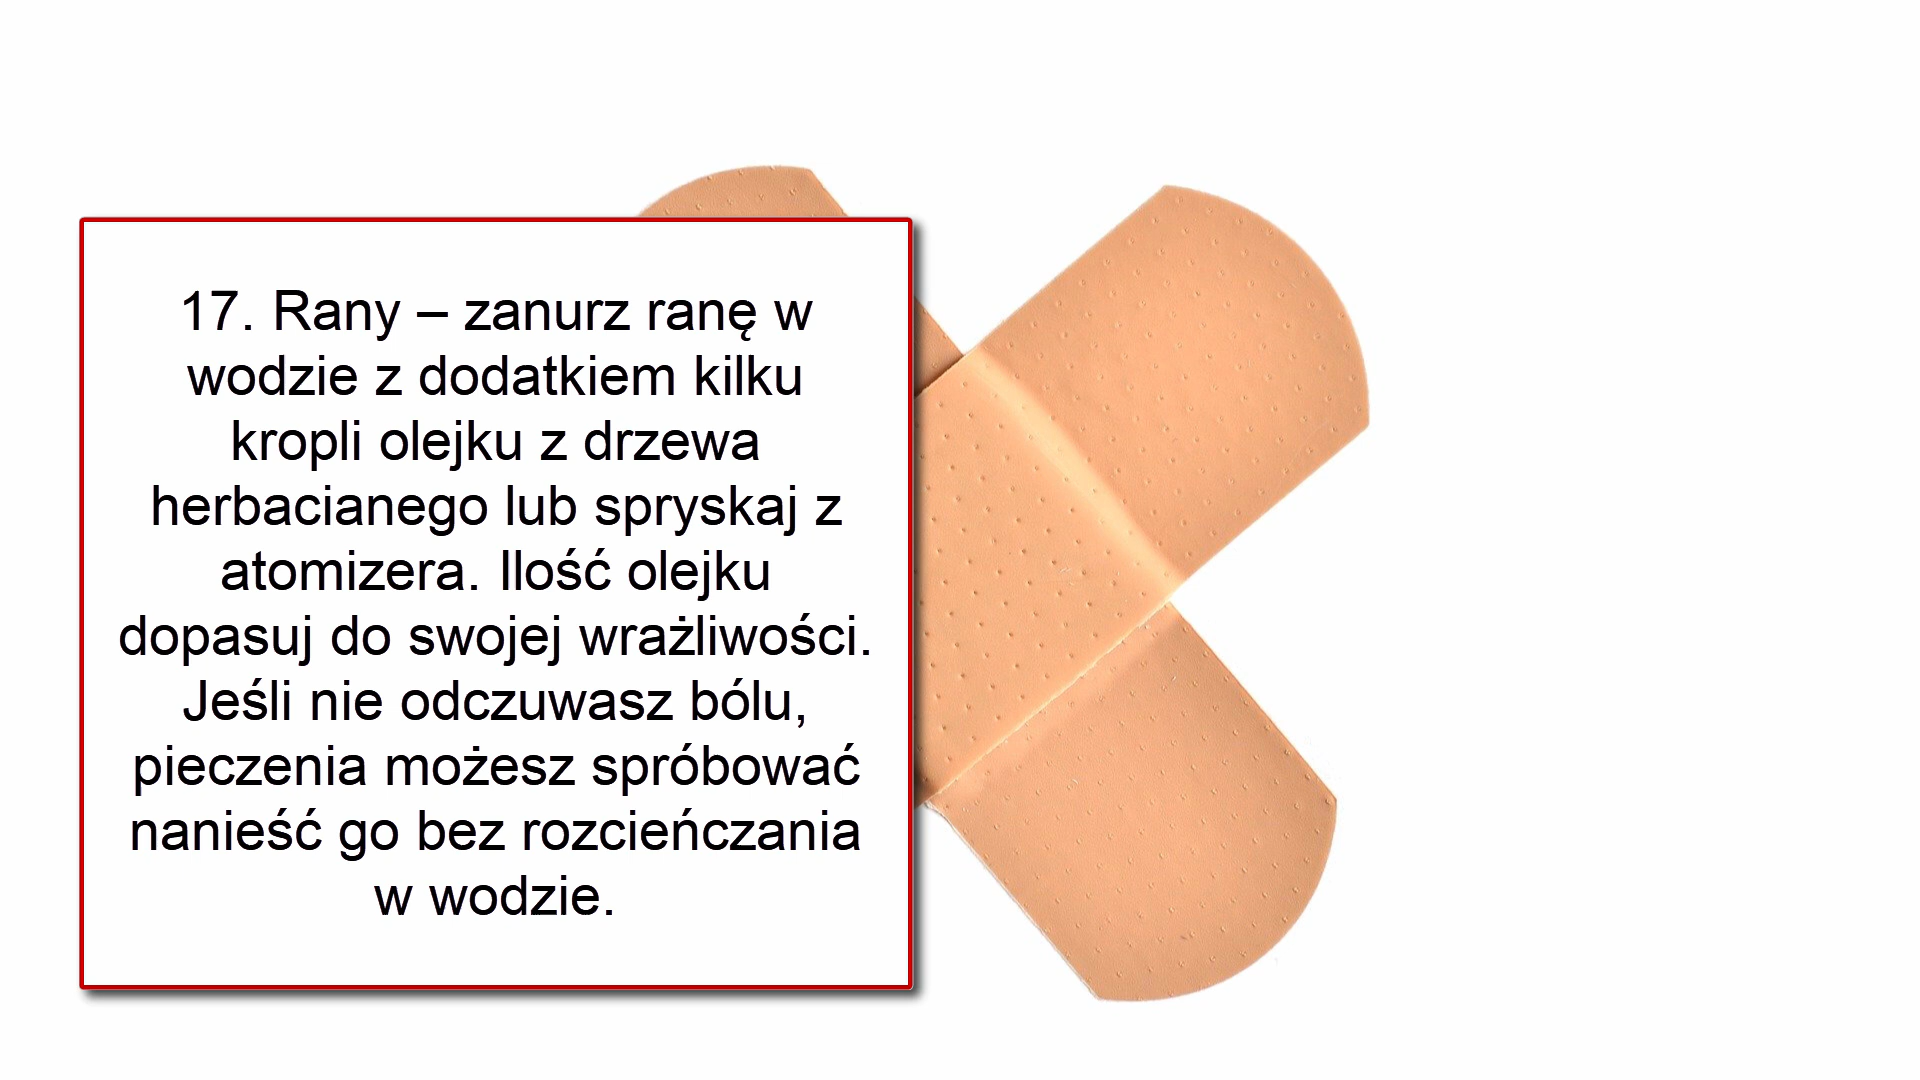 17. Rany – zanurz ranę w
wodzie z dodatkiem kilku
kropli olejku z drzewa
herbacianego lub spryskaj z
atomizera. Ilość olejku
dopasuj do swojej wrażliwości.
Jeśli nie odczuwasz bólu,
pieczenia możesz spróbować
nanieść go bez rozcieńczania
w wodzie.